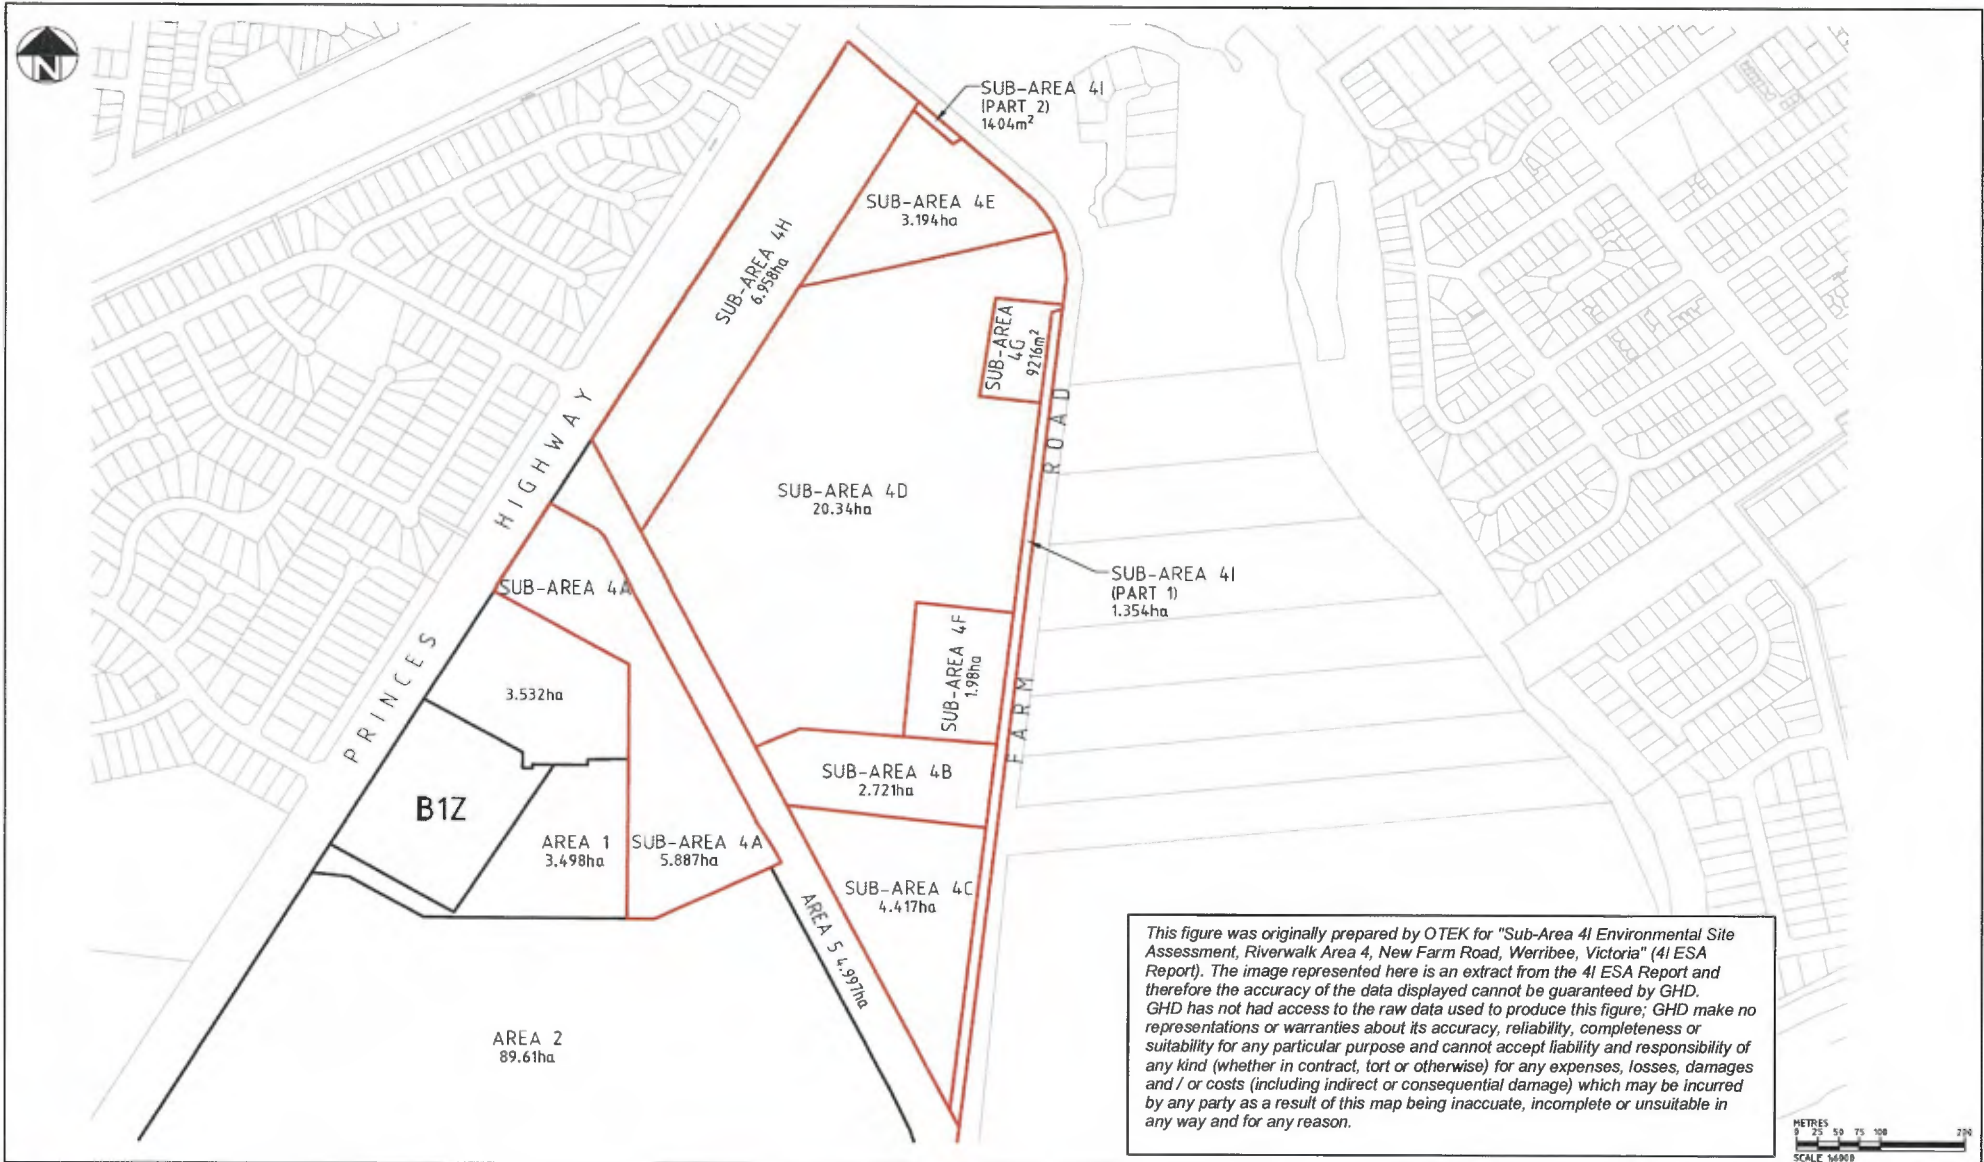 N
SUB-AREA 4I
(PART 2)
1404m²
SUB-AREA 4E
3.194ha
SUB-AREA 4H
6.958ha
SUB-AREA
4G
9216m²
PRINCES HIGHWAY
FARM ROAD
SUB-AREA 4D
20.34ha
SUB-AREA 4I
(PART 1)
1.354ha
SUB-AREA 4A
SUB-AREA 4F
1.98ha
3.532ha
SUB-AREA 4B
2.721ha
B1Z
AREA 1
3.498ha
SUB-AREA 4A
5.887ha
SUB-AREA 4C
4.417ha
AREA 5 4.997ha
AREA 2
89.61ha
This figure was originally prepared by OTEK for "Sub-Area 4I Environmental Site
Assessment, Riverwalk Area 4, New Farm Road, Werribee, Victoria" (4I ESA
Report). The image represented here is an extract from the 4I ESA Report and
therefore the accuracy of the data displayed cannot be guaranteed by GHD.
GHD has not had access to the raw data used to produce this figure; GHD make no
representations or warranties about its accuracy, reliability, completeness or
suitability for any particular purpose and cannot accept liability and responsibility of
any kind (whether in contract, tort or otherwise) for any expenses, losses, damages
and / or costs (including indirect or consequential damage) which may be incurred
by any party as a result of this map being inaccuate, incomplete or unsuitable in
any way and for any reason.
METRES
0 25 50 75 100
SCALE 1:6000